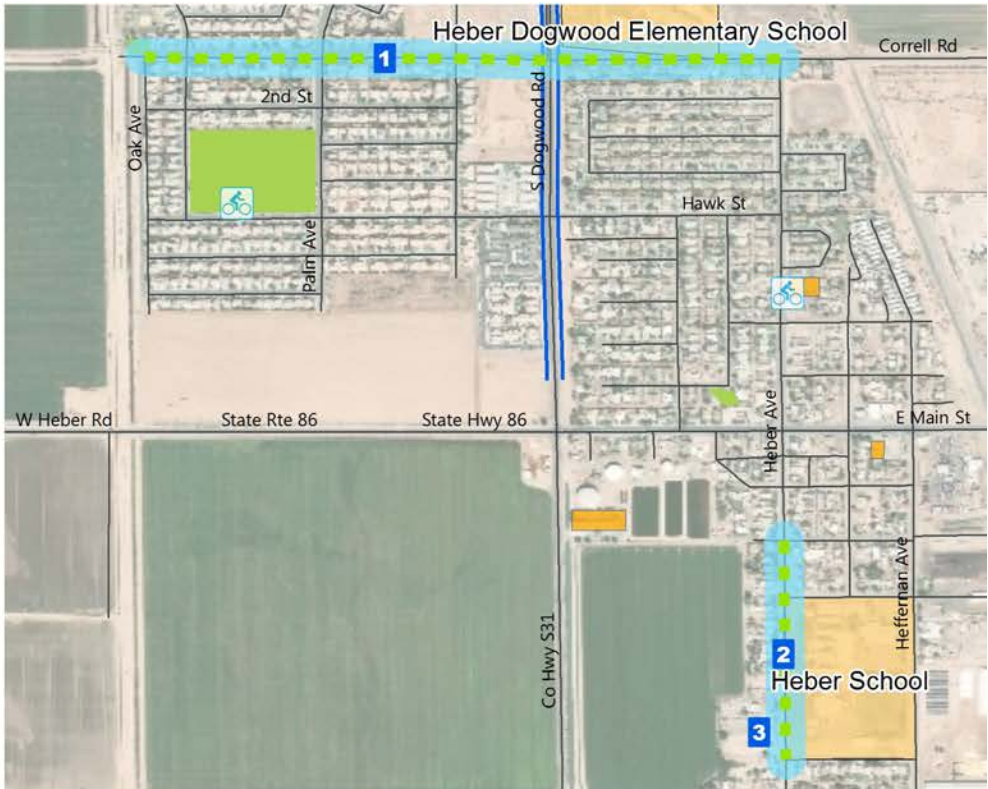 Heber Dogwood Elementary School
Correll Rd
1
2nd St
Oak Ave
S Dogwood Rd
Hawk St
Palm Ave
W Heber Rd
State Rte 86
State Hwy 86
E Main St
Heber Ave
Heffernan Ave
2
Heber School
Co Hwy S31
3